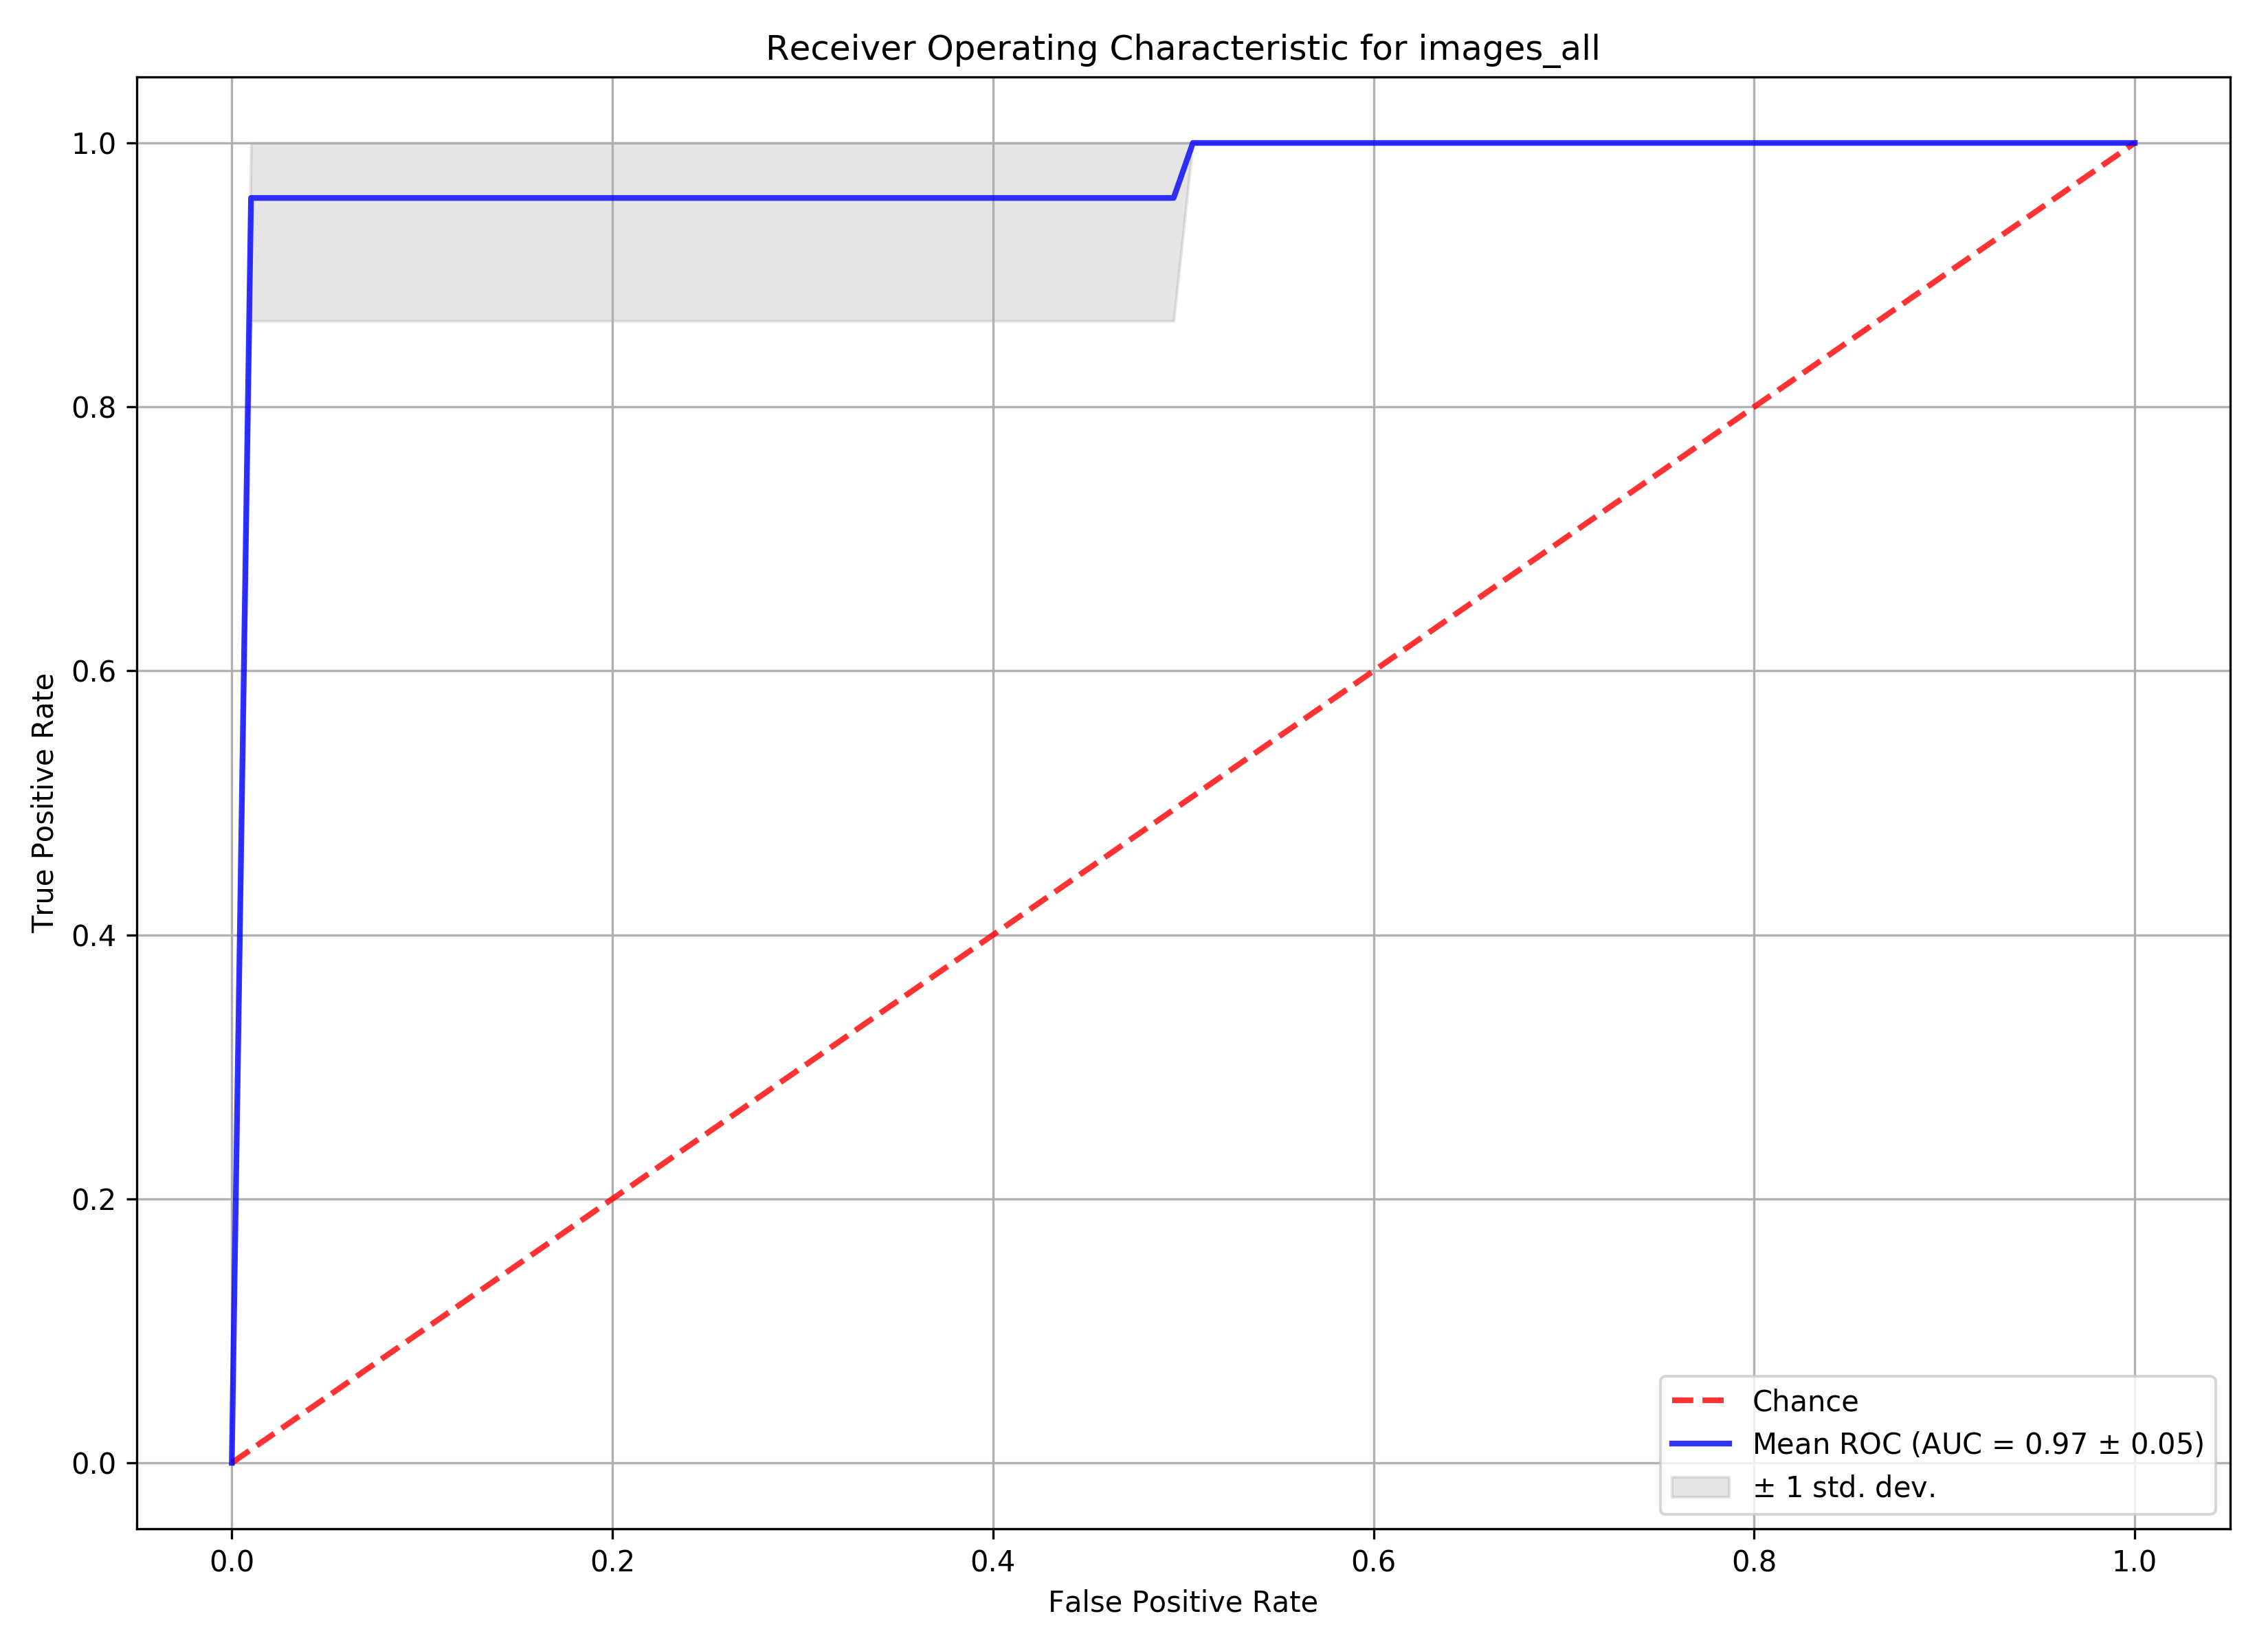 Receiver Operating Characteristic for images_all
True Positive Rate
1.0
0.8
0.6
0.4
0.2
0.0
0.0 0.2 0.4 0.6 0.8 1.0
False Positive Rate
Chance
Mean ROC (AUC = 0.97 ± 0.05)
± 1 std. dev.